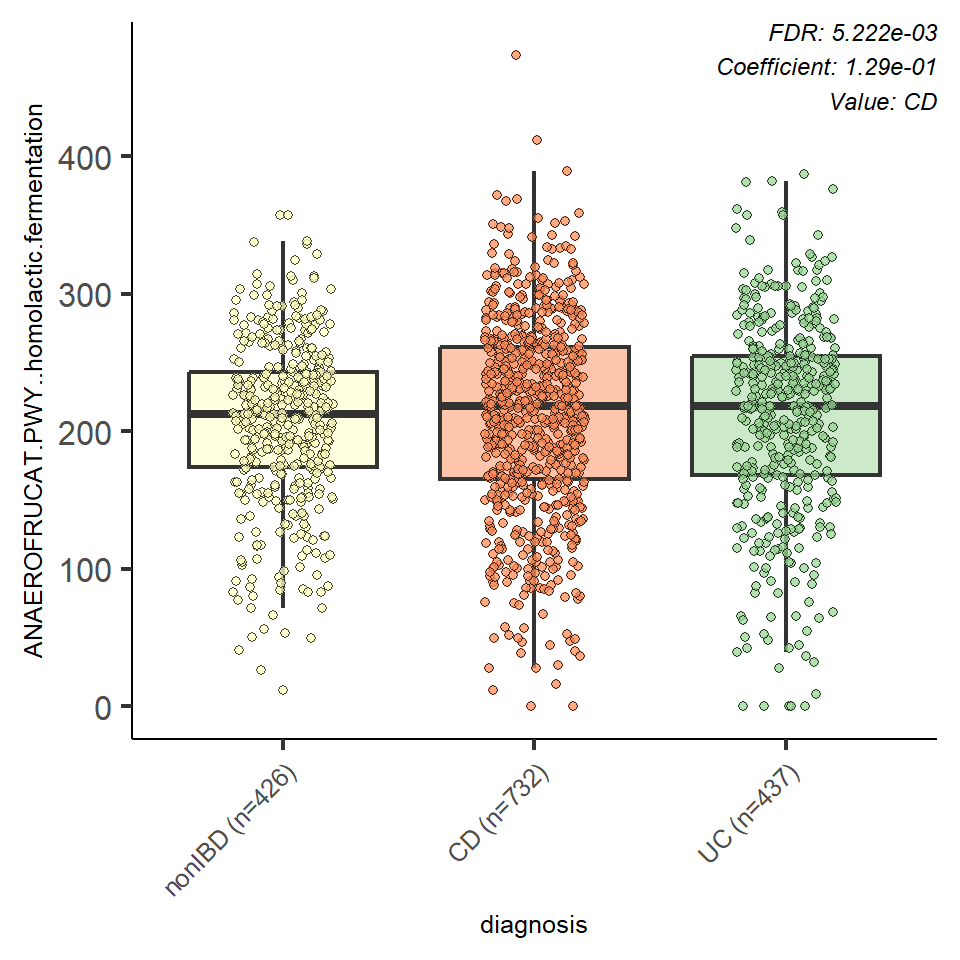 FDR: 5.222e-03
Coefficient: 1.29e-01
Value: CD
ANAEROFRUCAT.PWY..homolactic.fermentation
400
300
200
100
0
nonIBD (n=426)
CD (n=732)
UC (n=437)
diagnosis